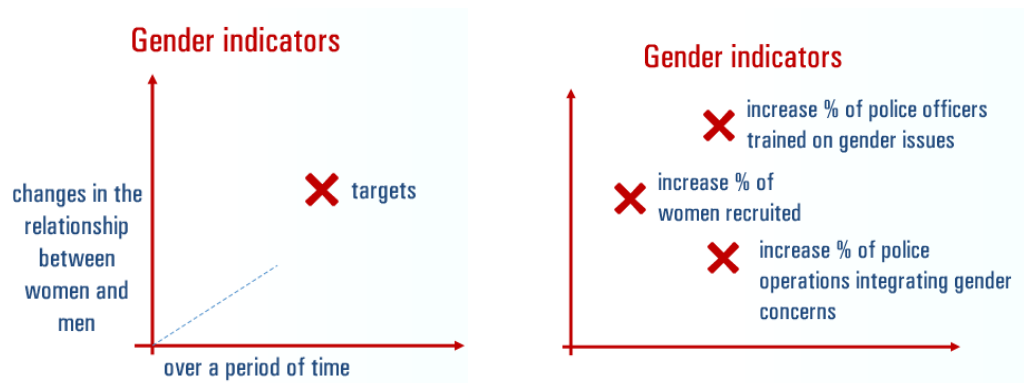 Gender indicators
changes in the
relationship
between
women and
men
targets
over a period of time
Gender indicators
increase % of police officers
trained on gender issues
increase % of
women recruited
increase % of police
operations integrating gender
concerns